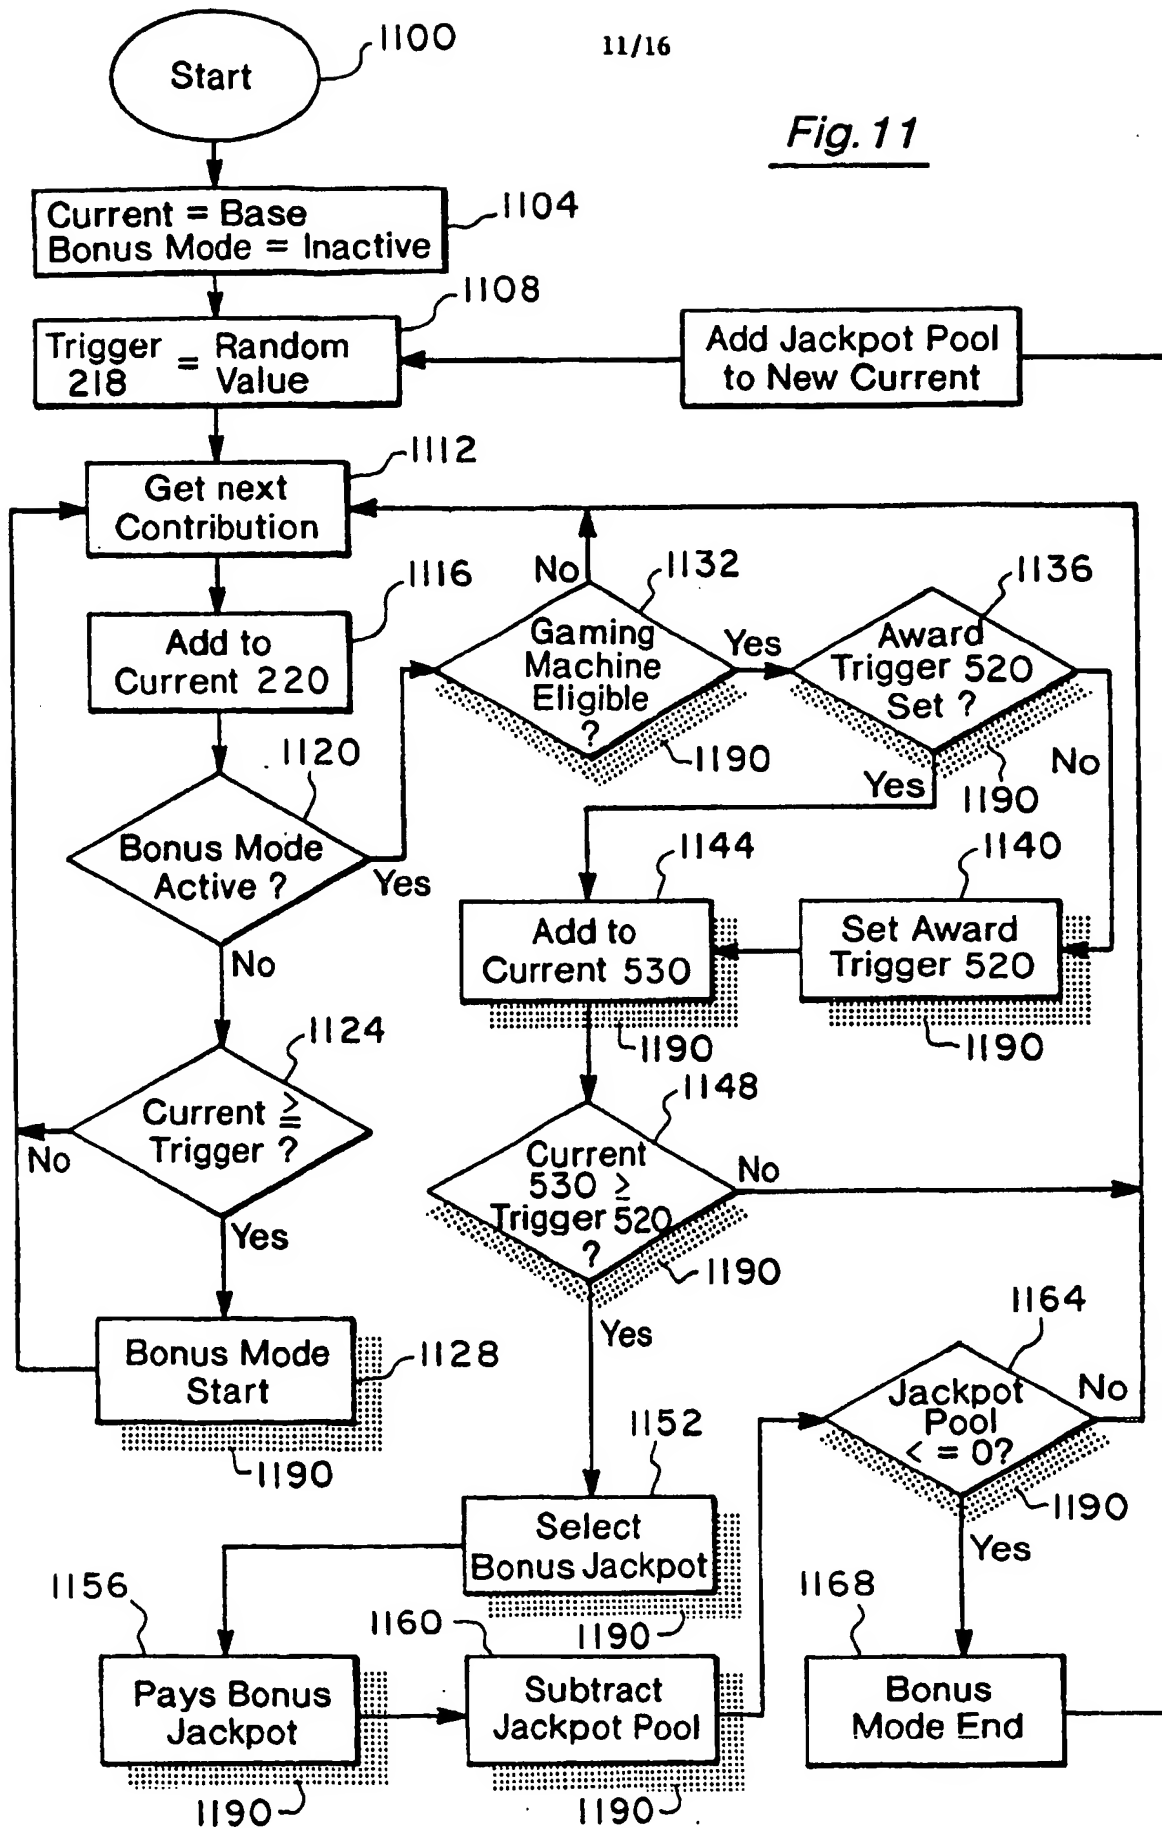 11/16
Fig. 11
Start
1100
Current = Base
Bonus Mode = Inactive
1104
Trigger 218 = Random Value
1108
Add Jackpot Pool
to New Current
Get next
Contribution
1112
Add to
Current 220
1116
Bonus Mode
Active ?
1120
Yes
No
Current ≥
Trigger ?
1124
No
Yes
Bonus Mode
Start
1128
1190
Gaming
Machine
Eligible
?
1132
No
Yes
1190
Award
Trigger 520
Set ?
1136
Yes
No
1190
Set Award
Trigger 520
1140
1190
Add to
Current 530
1144
1190
Current
530 ≥
Trigger 520
?
1148
No
Yes
1190
Select
Bonus Jackpot
1152
1190
Pays Bonus
Jackpot
1156
1190
Subtract
Jackpot Pool
1160
1190
Jackpot
Pool
< = 0?
1164
No
Yes
1190
Bonus
Mode End
1168